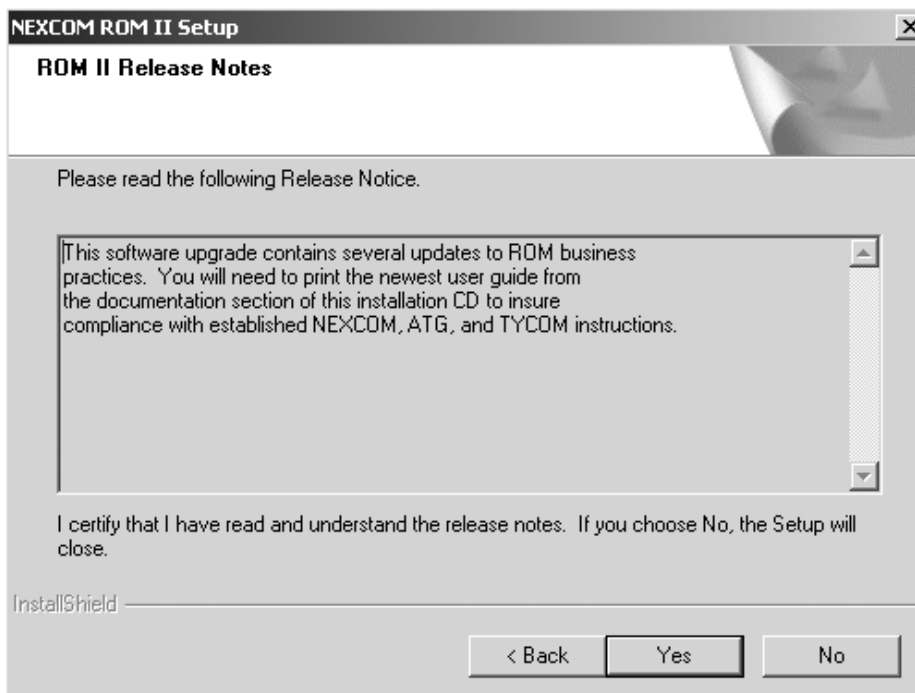 NEXCOM ROM II Setup
ROM II Release Notes
Please read the following Release Notice.
This software upgrade contains several updates to ROM business
practices.  You will need to print the newest user guide from
the documentation section of this installation CD to insure
compliance with established NEXCOM, ATG, and TYCOM instructions.
I certify that I have read and understand the release notes.  If you choose No, the Setup will
close.
InstallShield
< Back
Yes
No